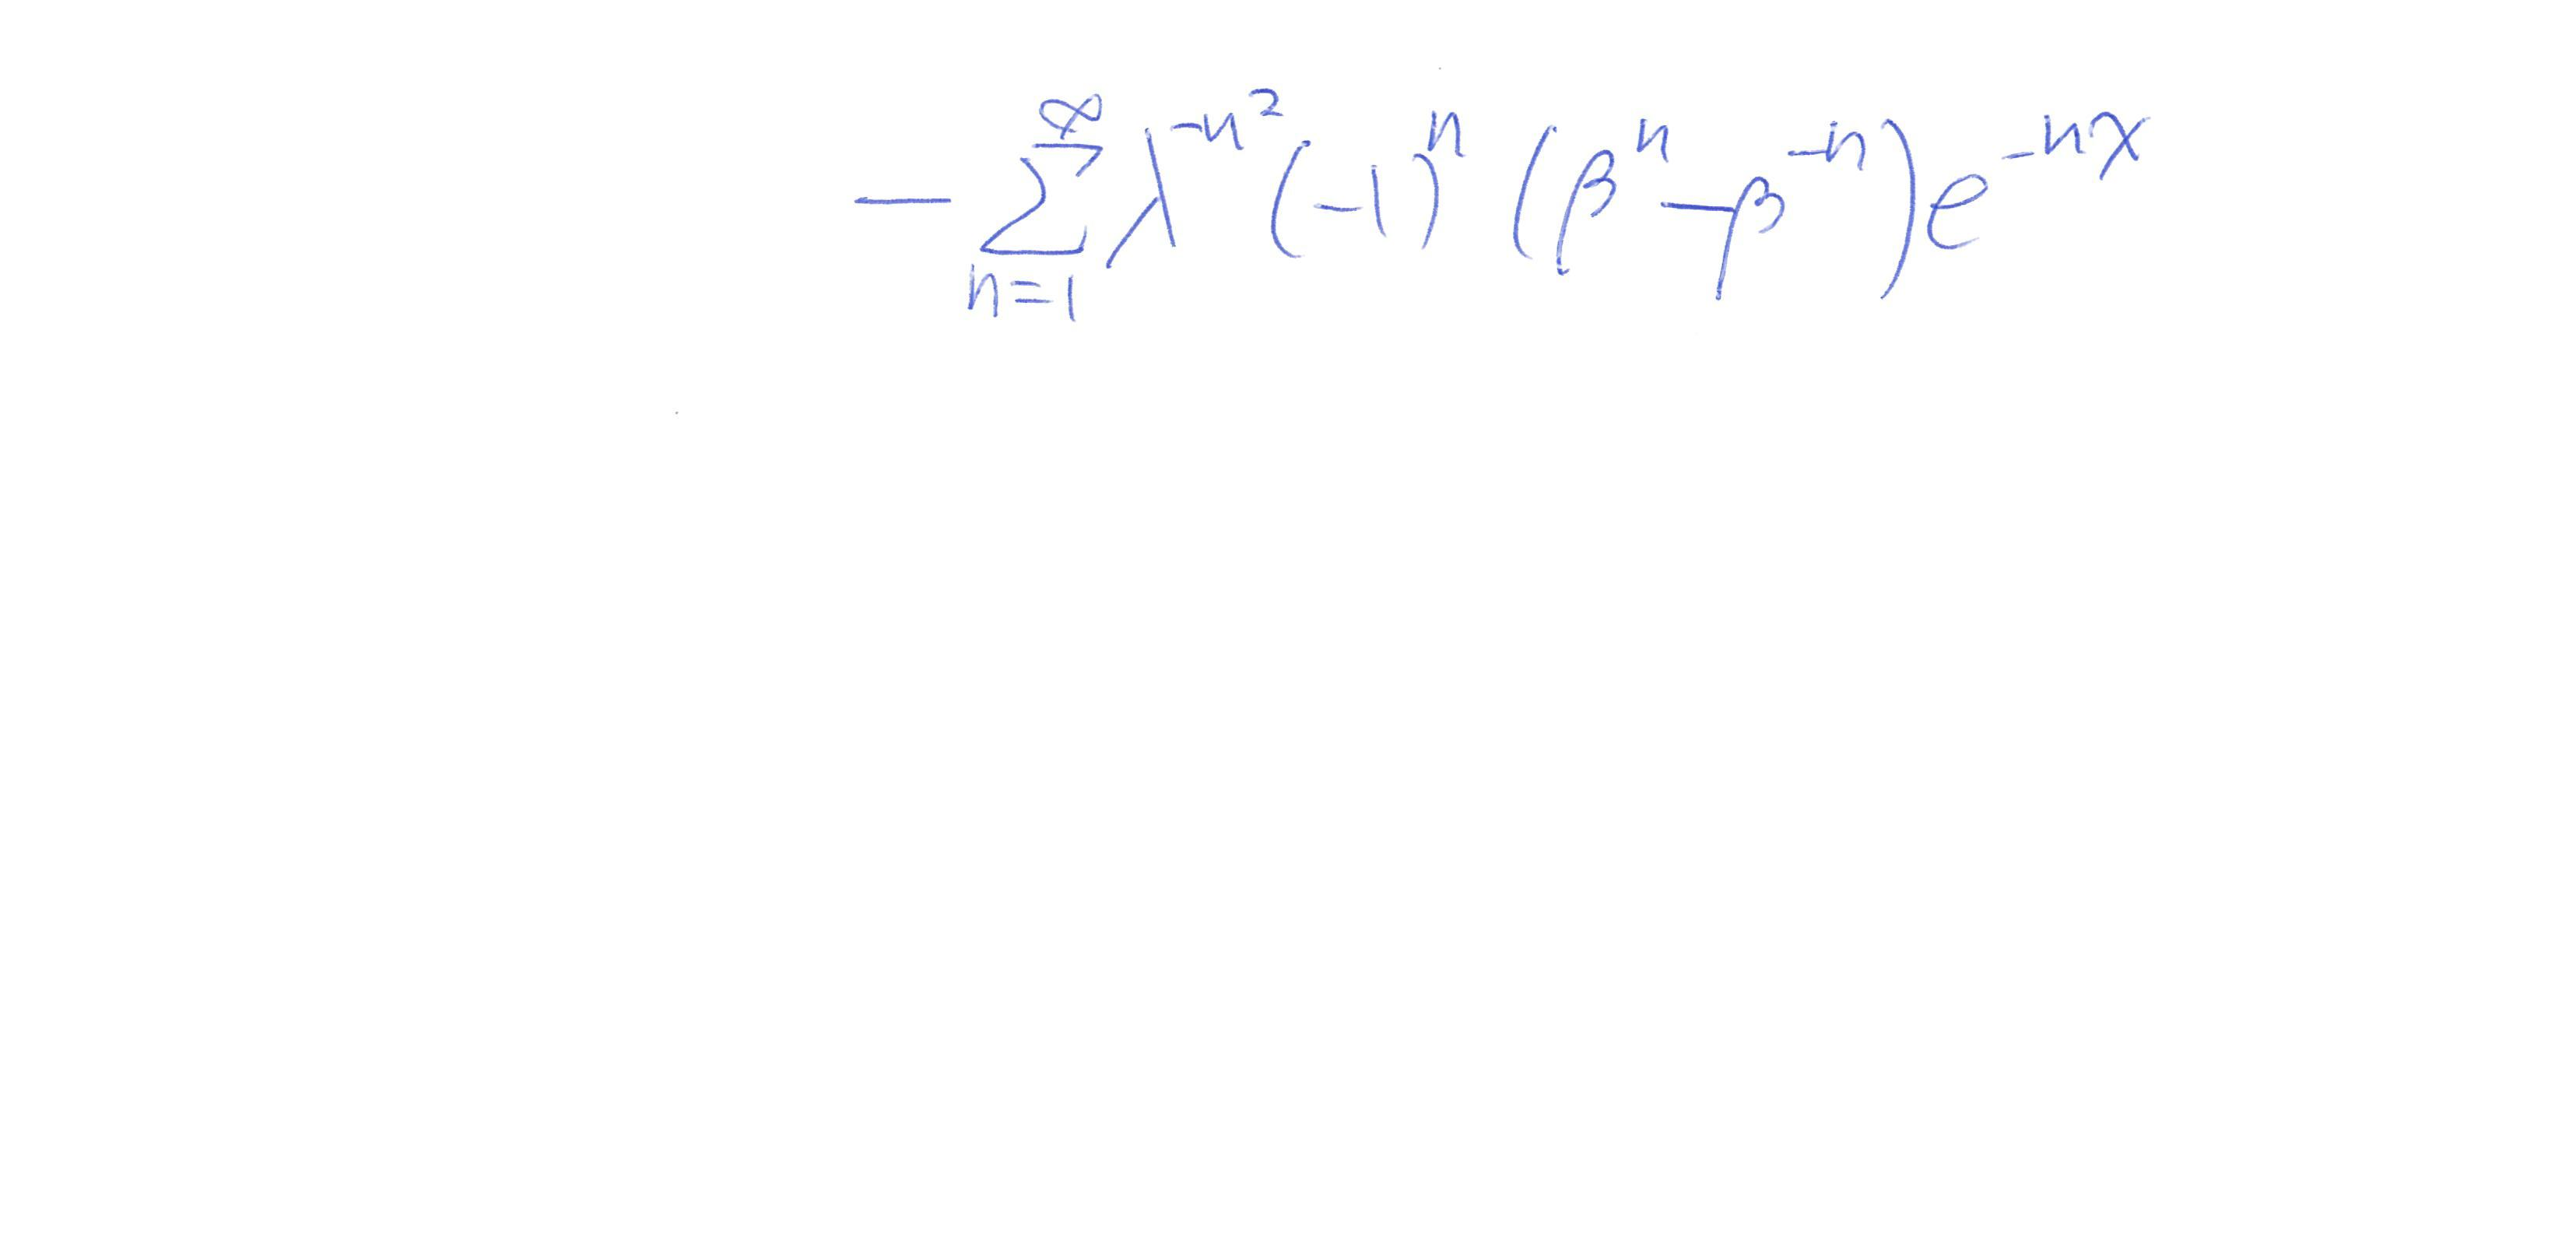 $-\sum_{n=1}^{\infty} \lambda^{-n^2} (-1)^n (\beta^n - \beta^{-n}) e^{-nx}$